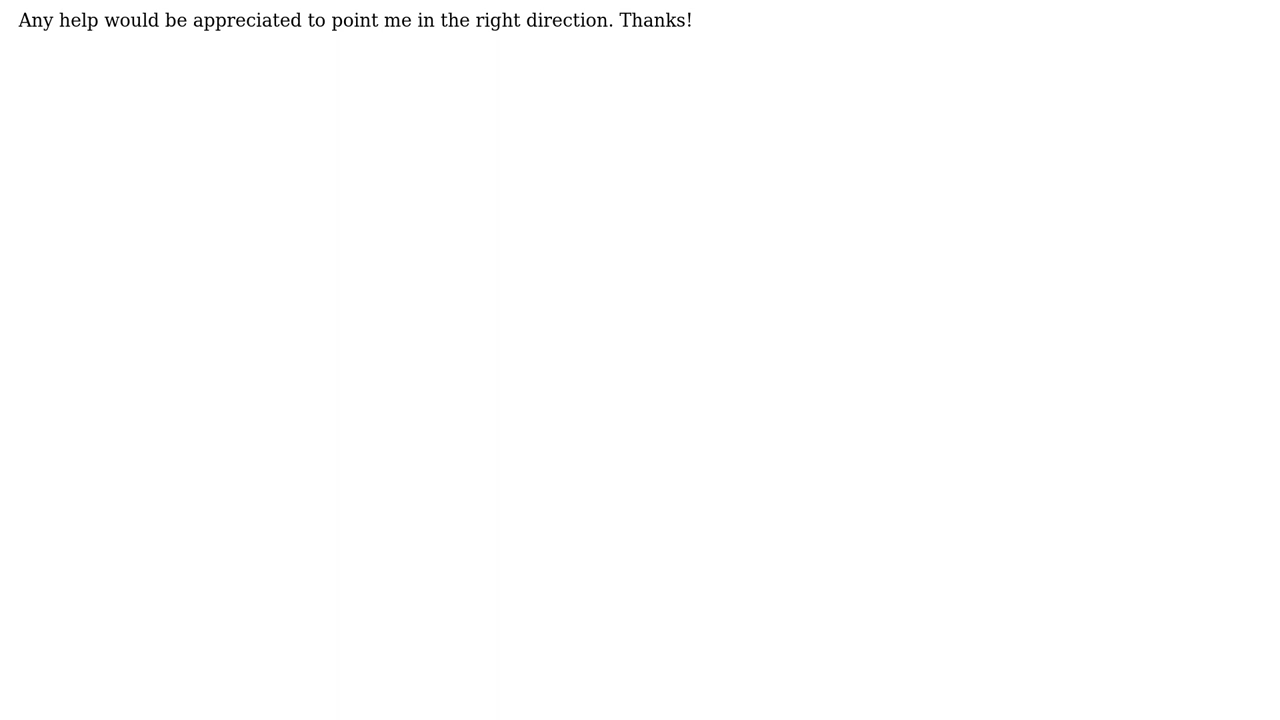 Any help would be appreciated to point me in the right direction. Thanks!